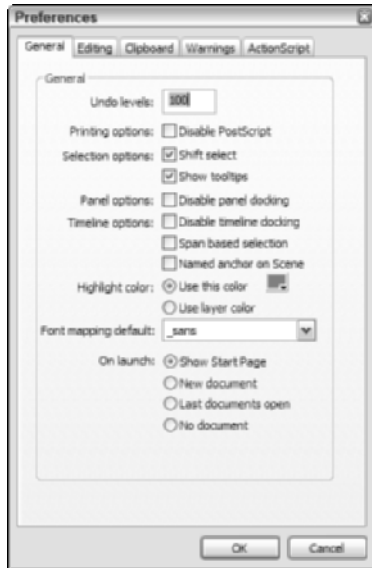 Preferences
General Editing Clipboard Warnings ActionScript
General
Undo levels: 100
Printing options: Disable PostScript
Selection options: Shift select
Show tooltips
Panel options: Disable panel docking
Timeline options: Disable timeline docking
Span based selection
Named anchor on Scene
Highlight color: Use this color
Use layer color
Font mapping default: _sans
On launch: Show Start Page
New document
Last documents open
No document
OK Cancel